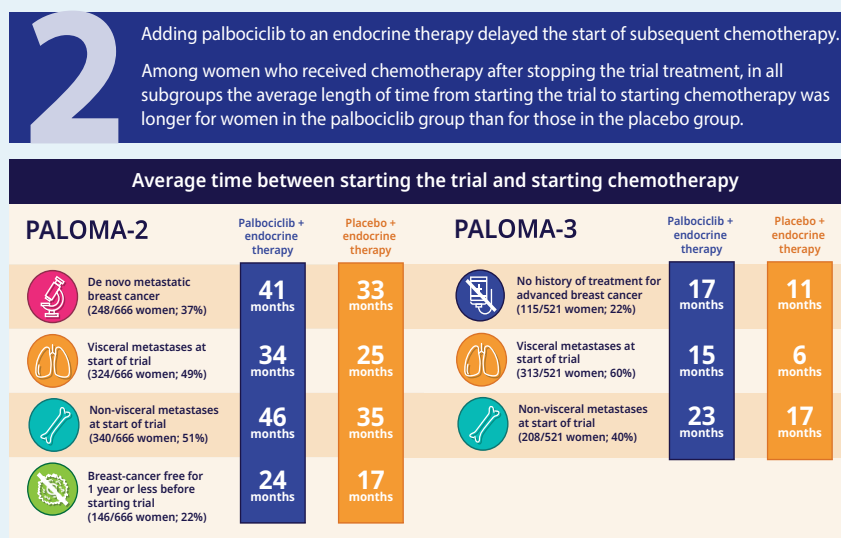 2
Adding palbociclib to an endocrine therapy delayed the start of subsequent chemotherapy.
Among women who received chemotherapy after stopping the trial treatment, in all
subgroups the average length of time from starting the trial to starting chemotherapy was
longer for women in the palbociclib group than for those in the placebo group.
Average time between starting the trial and starting chemotherapy
PALOMA-2
Palbociclib +
endocrine
therapy
Placebo +
endocrine
therapy
De novo metastatic
breast cancer
(248/666 women; 37%)
41
months
33
months
Visceral metastases at
start of trial
(324/666 women; 49%)
34
months
25
months
Non-visceral metastases
at start of trial
(340/666 women; 51%)
46
months
35
months
Breast-cancer free for
1 year or less before
starting trial
(146/666 women; 22%)
24
months
17
months
PALOMA-3
Palbociclib +
endocrine
therapy
Placebo +
endocrine
therapy
No history of treatment for
advanced breast cancer
(115/521 women; 22%)
17
months
11
months
Visceral metastases at
start of trial
(313/521 women; 60%)
15
months
6
months
Non-visceral metastases
at start of trial
(208/521 women; 40%)
23
months
17
months